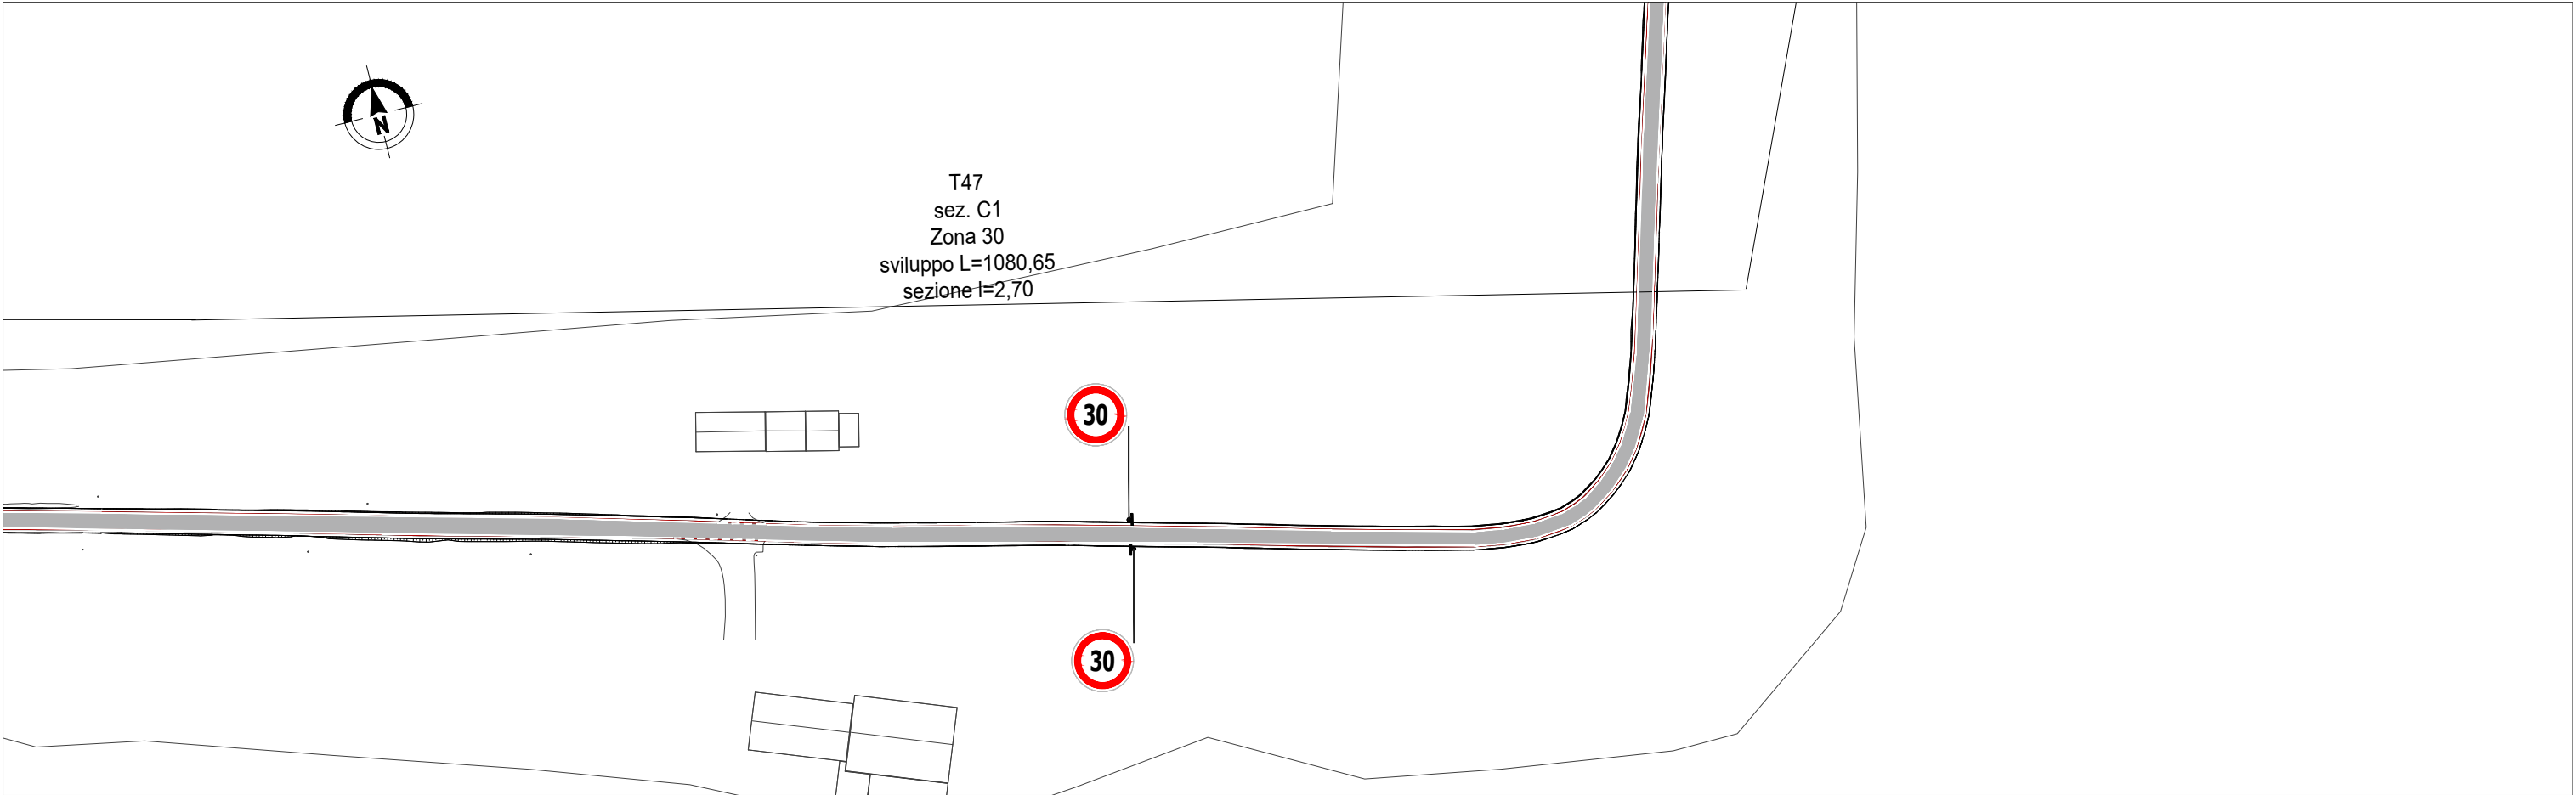 N
T47
sez. C1
Zona 30
sviluppo L=1080,65
sezione l=2,70
30
30